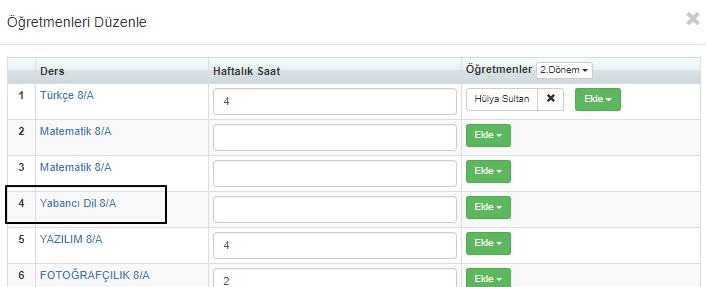 Öğretmenleri Düzenle
Ders Haftalık Saat Öğretmenler 2.Dönem
1 Türkçe 8/A 4 Hülya Sultan Ekle
2 Matematik 8/A Ekle
3 Matematik 8/A Ekle
4 Yabancı Dil 8/A Ekle
5 YAZILIM 8/A 4 Ekle
6 FOTOĞRAFÇILIK 8/A 2 Ekle